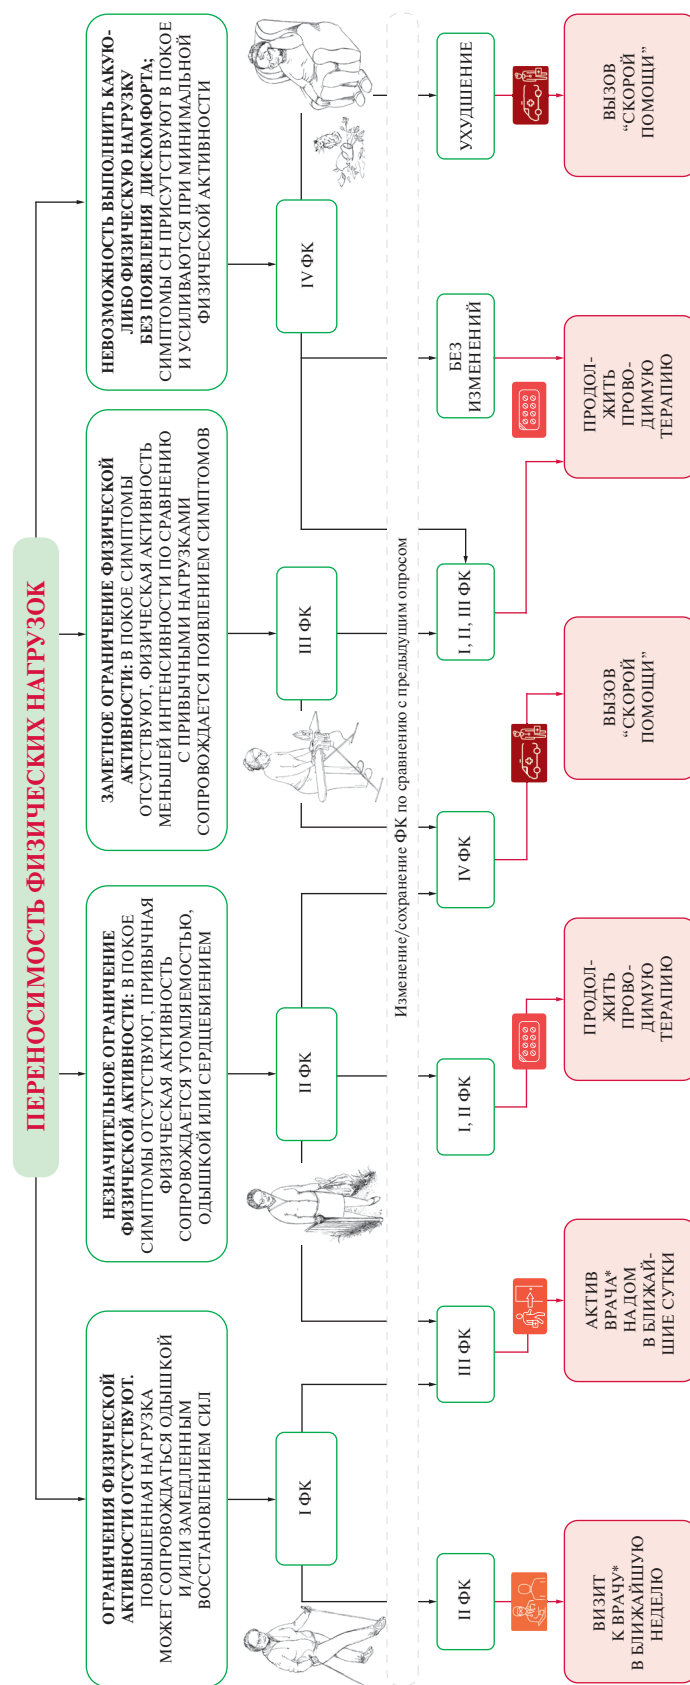 ПЕРЕНОСИМОСТЬ ФИЗИЧЕСКИХ НАГРУЗОК
ОГРАНИЧЕНИЯ ФИЗИЧЕСКОЙ
АКТИВНОСТИ ОТСУТСТВУЮТ.
ПОВЫШЕННАЯ НАГРУЗКА
МОЖЕТ СОПРОВОЖДАТЬСЯ ОДЫШКОЙ
И/ИЛИ ЗАМЕДЛЕННЫМ
ВОССТАНОВЛЕНИЕМ СИЛ
НЕЗНАЧИТЕЛЬНОЕ ОГРАНИЧЕНИЕ
ФИЗИЧЕСКОЙ АКТИВНОСТИ: В ПОКОЕ
СИМПТОМЫ ОТСУТСТВУЮТ, ПРИВЫЧНАЯ
ФИЗИЧЕСКАЯ АКТИВНОСТЬ
СОПРОВОЖДАЕТСЯ УТОМЛЯЕМОСТЬЮ,
ОДЫШКОЙ ИЛИ СЕРДЦЕБИЕНИЕМ
ЗАМЕТНОЕ ОГРАНИЧЕНИЕ ФИЗИЧЕСКОЙ
АКТИВНОСТИ: В ПОКОЕ СИМПТОМЫ
ОТСУТСТВУЮТ, ФИЗИЧЕСКАЯ АКТИВНОСТЬ
МЕНЬШЕЙ ИНТЕНСИВНОСТИ ПО СРАВНЕНИЮ
С ПРИВЫЧНЫМИ НАГРУЗКАМИ
СОПРОВОЖДАЕТСЯ ПОЯВЛЕНИЕМ СИМПТОМОВ
НЕВОЗМОЖНОСТЬ ВЫПОЛНИТЬ КАКУЮ-
ЛИБО ФИЗИЧЕСКУЮ НАГРУЗКУ
БЕЗ ПОЯВЛЕНИЯ ДИСКОМФОРТА;
СИМПТОМЫ СН ПРИСУТСТВУЮТ В ПОКОЕ
И УСИЛИВАЮТСЯ ПРИ МИНИМАЛЬНОЙ
ФИЗИЧЕСКОЙ АКТИВНОСТИ
I ФК
II ФК
III ФК
IV ФК
Изменение/сохранение ФК по сравнению с предыдущим опросом
II ФК
III ФК
I, II ФК
IV ФК
I, II, III ФК
БЕЗ
ИЗМЕНЕНИЙ
УХУДШЕНИЕ
ВИЗИТ
К ВРАЧУ*
В БЛИЖАЙШУЮ
НЕДЕЛЮ
АКТИВ
ВРАЧА*
НА ДОМ
В БЛИЖАЙ-
ШИЕ СУТКИ
ПРОДОЛ-
ЖИТЬ
ПРОВО-
ДИМУЮ
ТЕРАПИЮ
ВЫЗОВ
“СКОРОЙ
ПОМОЩИ”
ПРОДОЛ-
ЖИТЬ
ПРОВО-
ДИМУЮ
ТЕРАПИЮ
ВЫЗОВ
“СКОРОЙ
ПОМОЩИ”